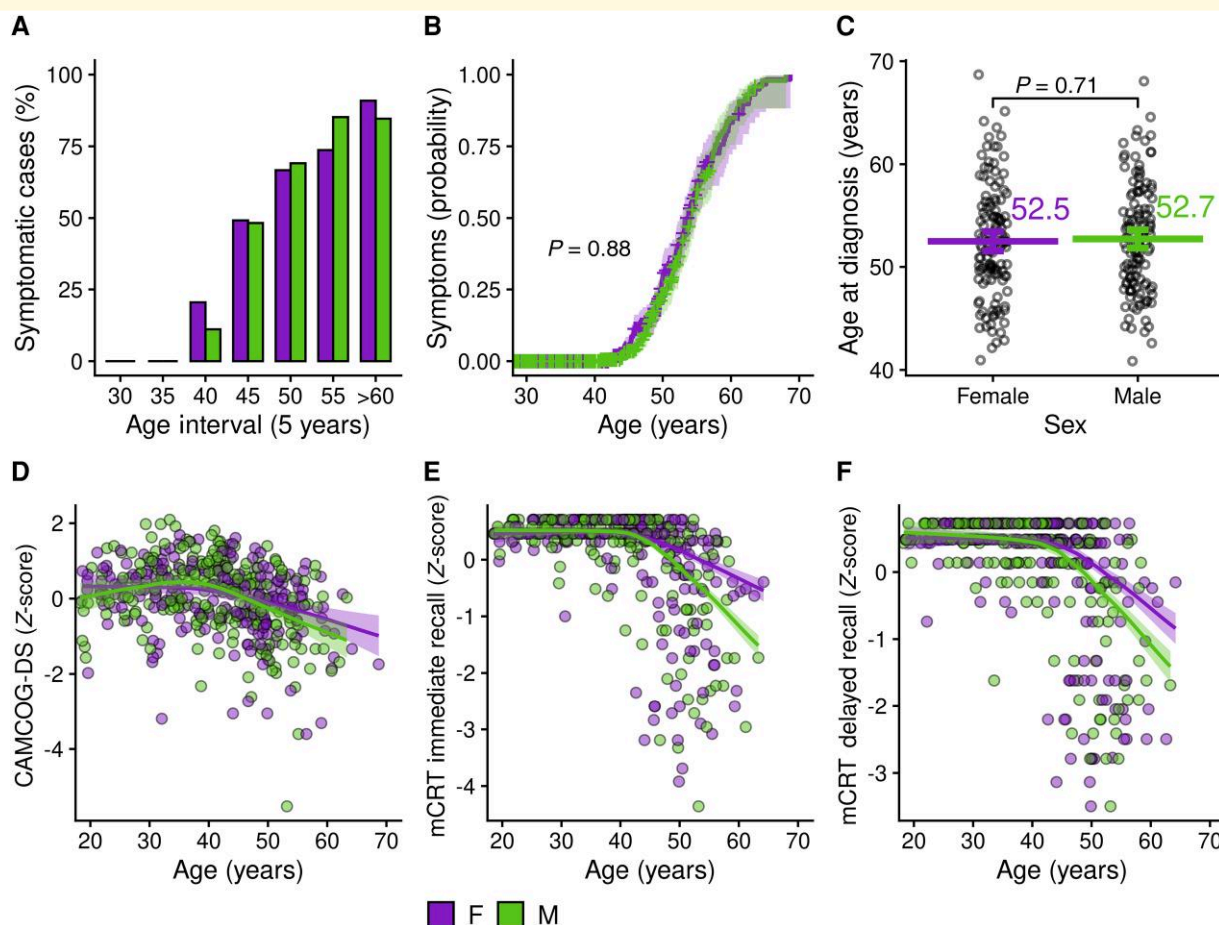 A
Symptomatic cases (%)
100
75
50
25
0
30 35 40 45 50 55 >60
Age interval (5 years)
B
Symptoms (probability)
1.00
0.75
0.50
0.25
0.00
P = 0.88
30 40 50 60 70
Age (years)
C
Age at diagnosis (years)
70
60
50
40
P = 0.71
52.5
52.7
Female Male
Sex
D
CAMCOG-DS (Z-score)
2
0
-2
-4
20 30 40 50 60 70
Age (years)
E
mCRT immediate recall (Z-score)
0
-1
-2
-3
-4
20 30 40 50 60 70
Age (years)
F
mCRT delayed recall (Z-score)
0
-1
-2
-3
20 30 40 50 60 70
Age (years)
F M